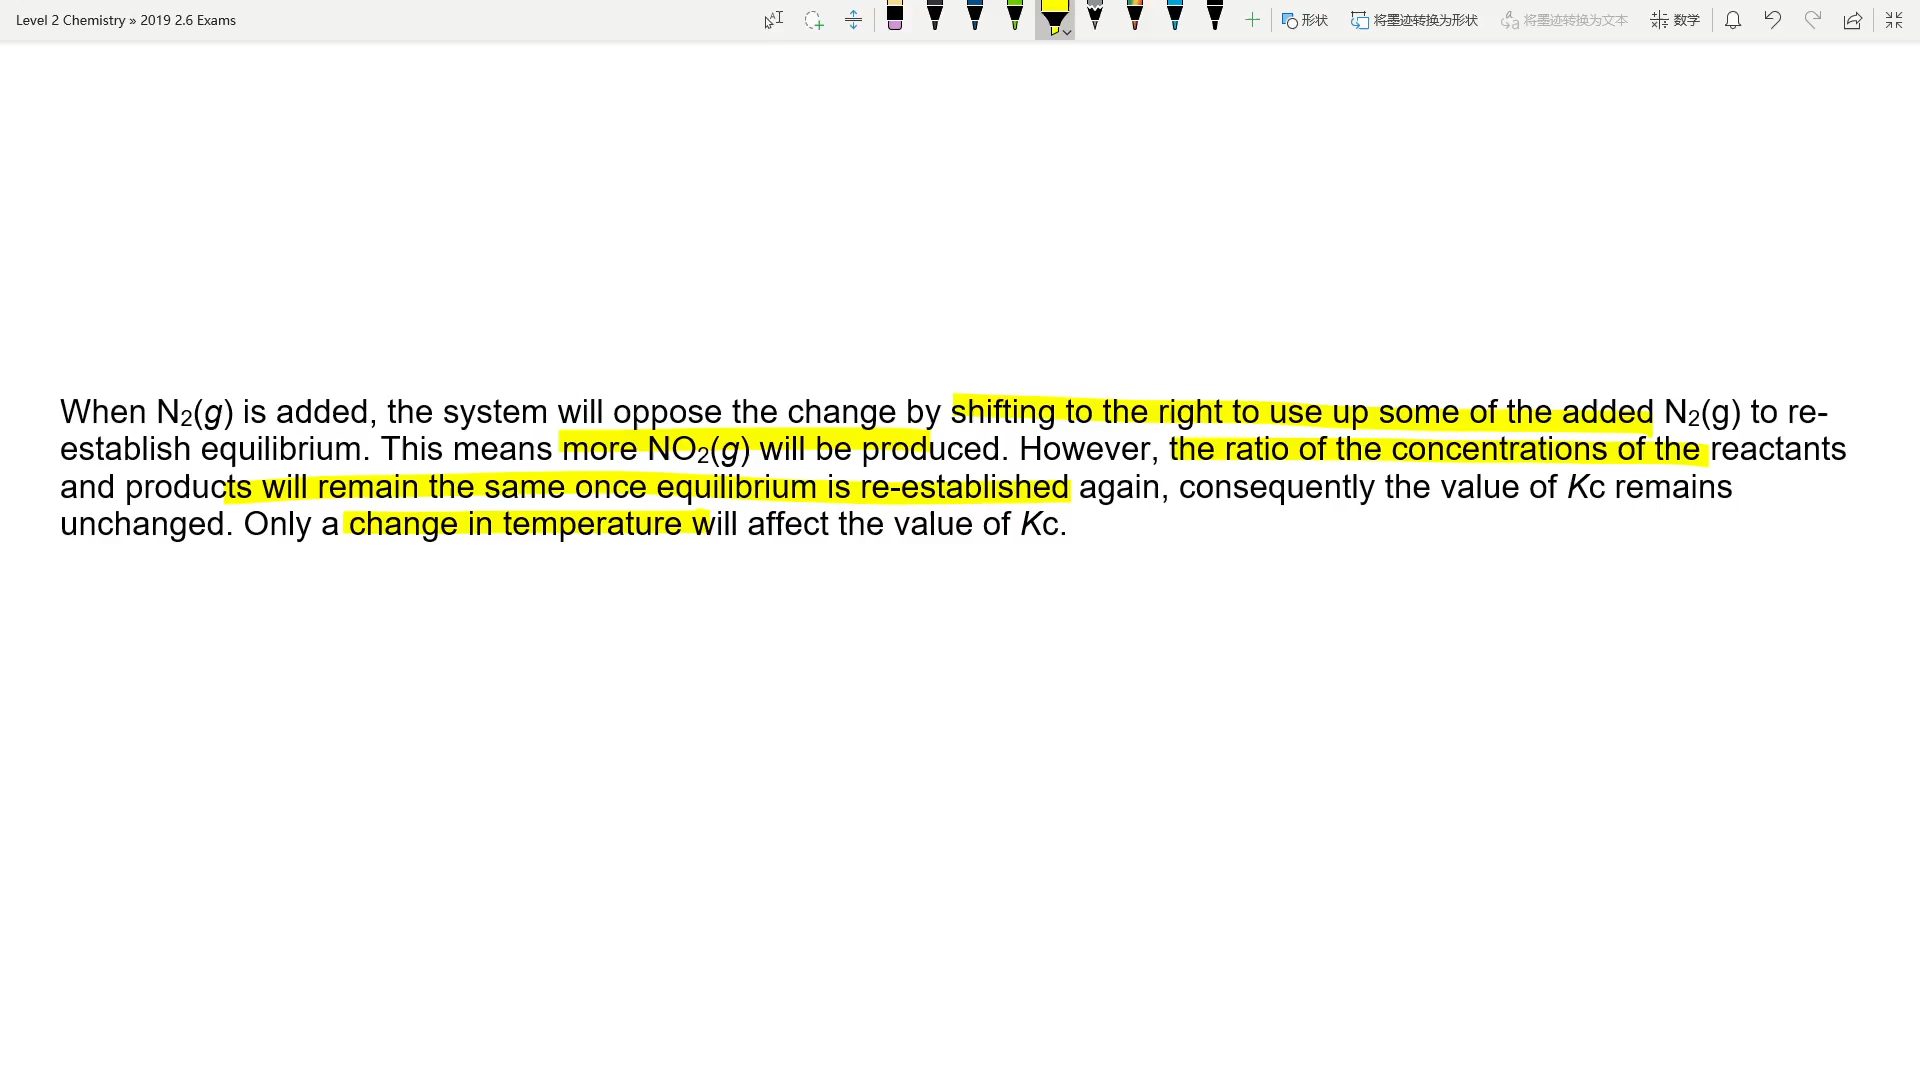 Level 2 Chemistry » 2019 2.6 Exams
形状 将墨迹转换为形状 将墨迹转换为文本 数学
When N₂(g) is added, the system will oppose the change by shifting to the right to use up some of the added N₂(g) to re-
establish equilibrium. This means more NO₂(g) will be produced. However, the ratio of the concentrations of the reactants
and products will remain the same once equilibrium is re-established again, consequently the value of Kc remains
unchanged. Only a change in temperature will affect the value of Kc.